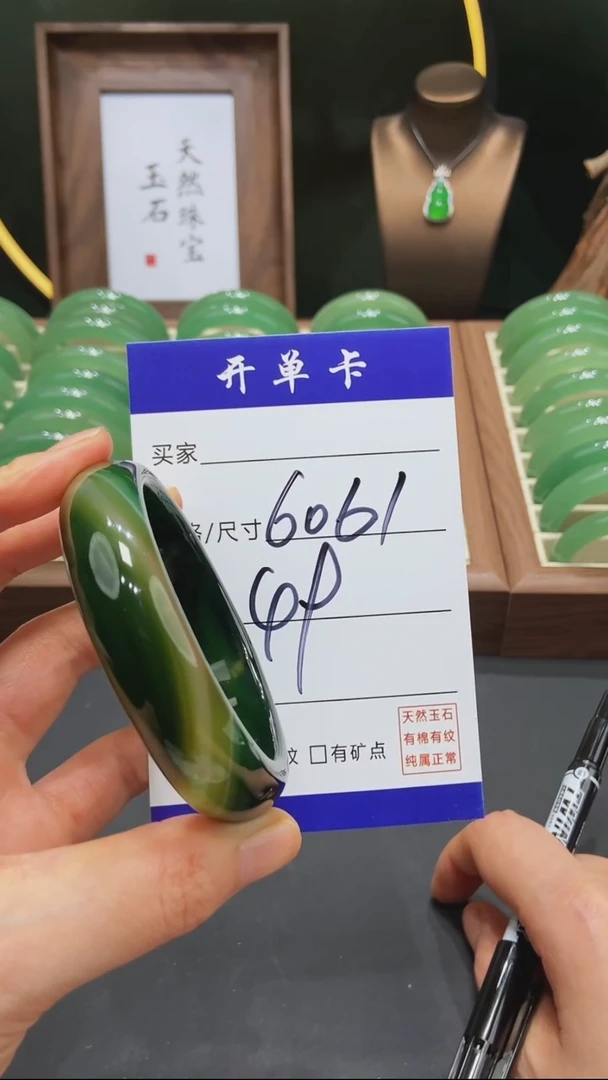 天然珠宝
玉石
开单卡
买家
格/尺寸 6061
纹 □有矿点
天然玉石
有棉有纹
纯属正常